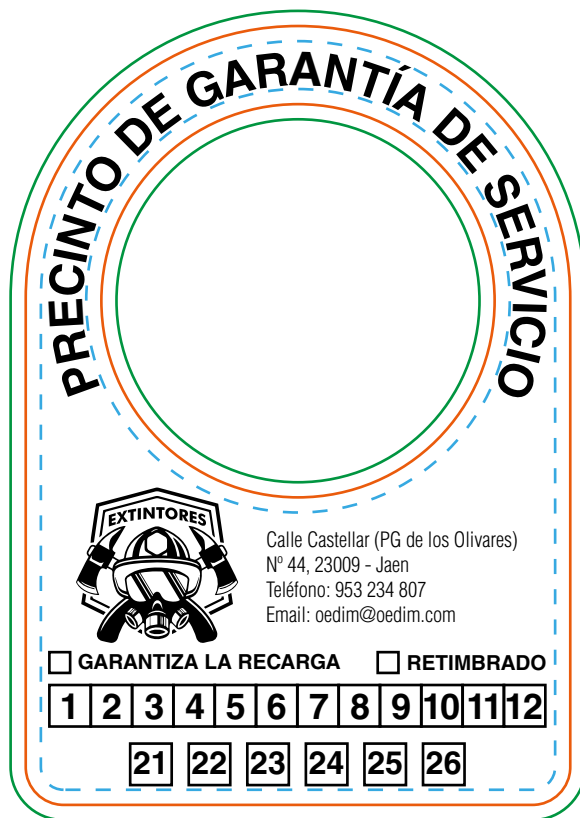 PRECINTO DE GARANTÍA DE SERVICIO
EXTINTORES
Calle Castellar (PG de los Olivares)
Nº 44, 23009 - Jaen
Teléfono: 953 234 807
Email: oedim@oedim.com
GARANTIZA LA RECARGA RETIMBRADO
1 2 3 4 5 6 7 8 9 10 11 12
21 22 23 24 25 26